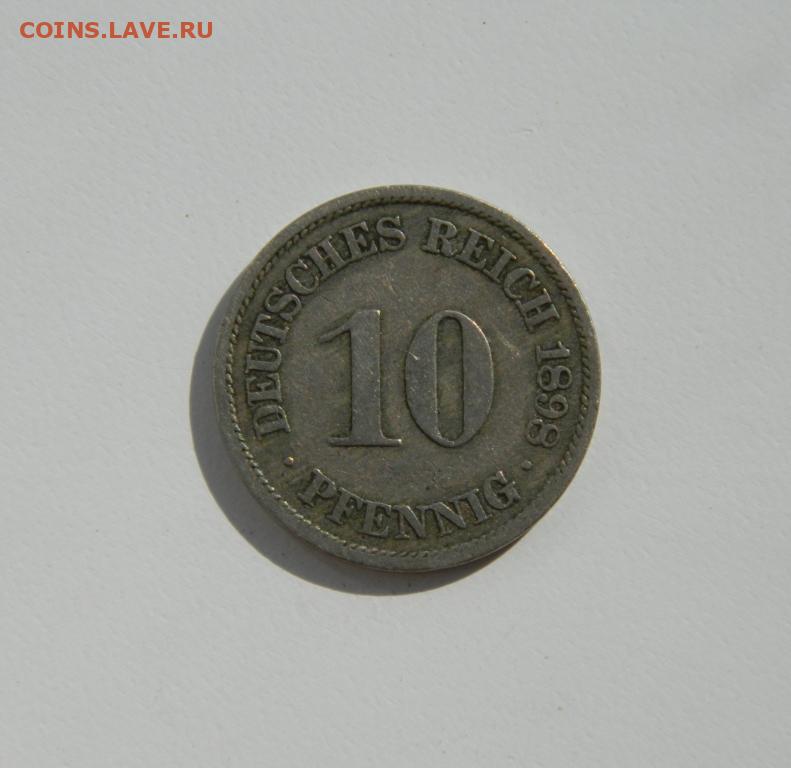 COINS.LAVE.RU
DEUTSCHES REICH 1898
10
· PFENNIG ·